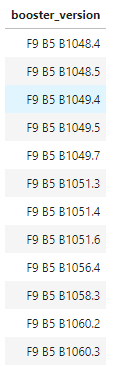 booster_version
F9 B5 B1048.4
F9 B5 B1048.5
F9 B5 B1049.4
F9 B5 B1049.5
F9 B5 B1049.7
F9 B5 B1051.3
F9 B5 B1051.4
F9 B5 B1051.6
F9 B5 B1056.4
F9 B5 B1058.3
F9 B5 B1060.2
F9 B5 B1060.3